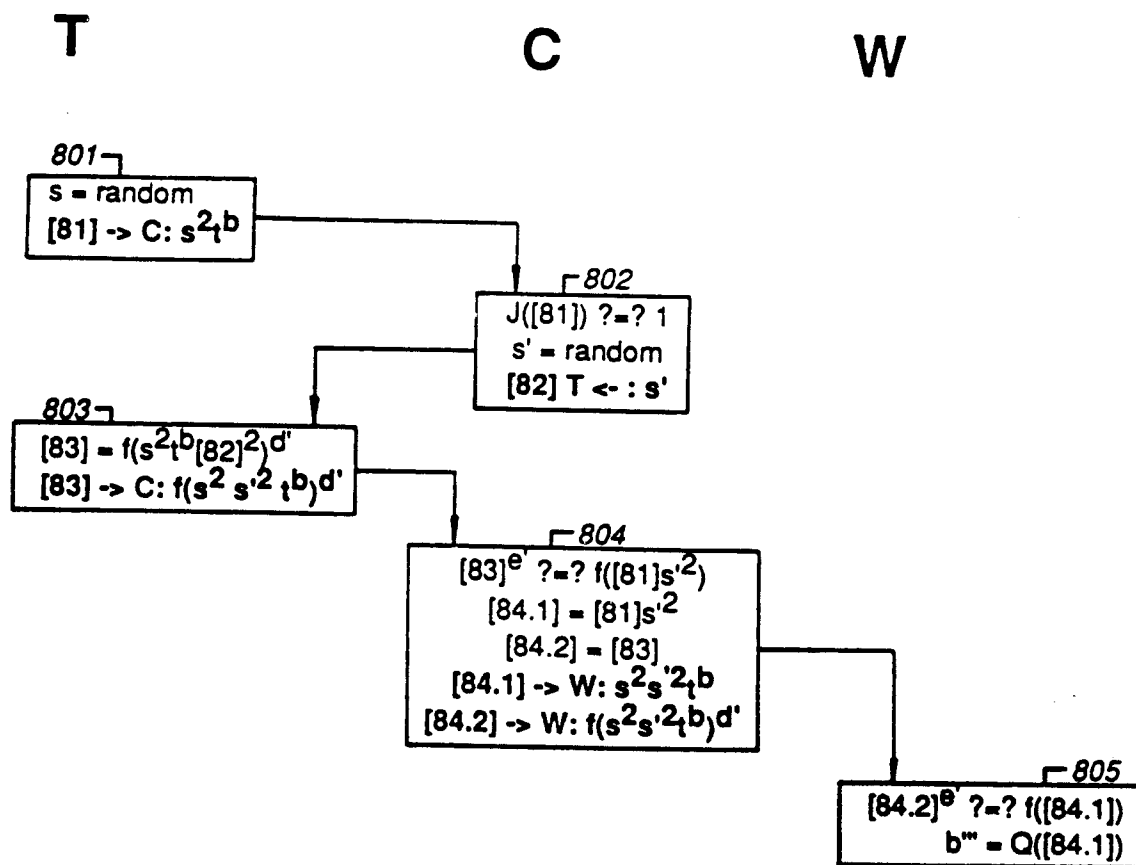 T C W
801
s = random
[81] -> C: s²tᵇ
802
J([81]) ?=? 1
s' = random
[82] T <- : s'
803
[83] = f(s²tᵇ[82]²)ᵈ'
[83] -> C: f(s² s'² tᵇ)ᵈ'
804
[83]ᵉ' ?=? f([81]s'²)
[84.1] = [81]s'²
[84.2] = [83]
[84.1] -> W: s²s'²tᵇ
[84.2] -> W: f(s²s'²tᵇ)ᵈ'
805
[84.2]ᵉ' ?=? f([84.1])
b''' = Q([84.1])